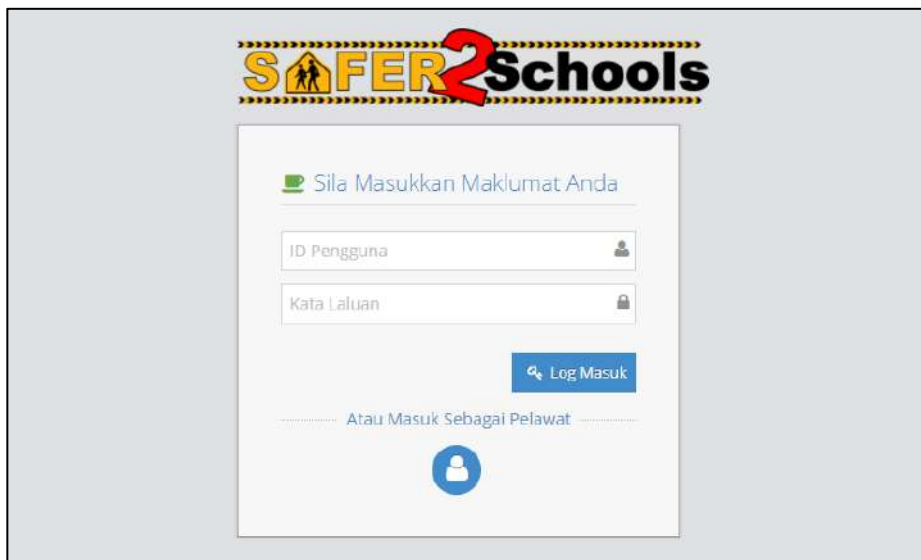 SAFER2Schools
Sila Masukkan Maklumat Anda
ID Pengguna
Kata Laluan
Log Masuk
Atau Masuk Sebagai Pelawat